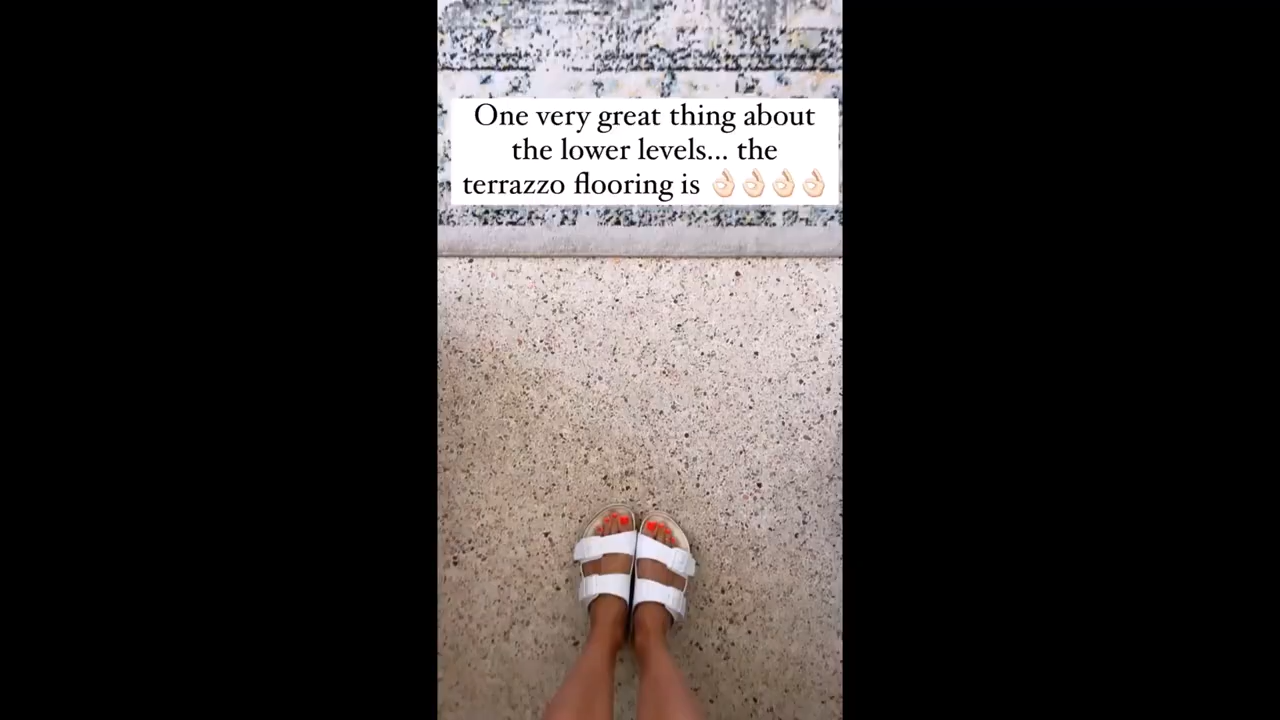 One very great thing about
the lower levels... the
terrazzo flooring is 👌🏻👌🏻👌🏻👌🏻